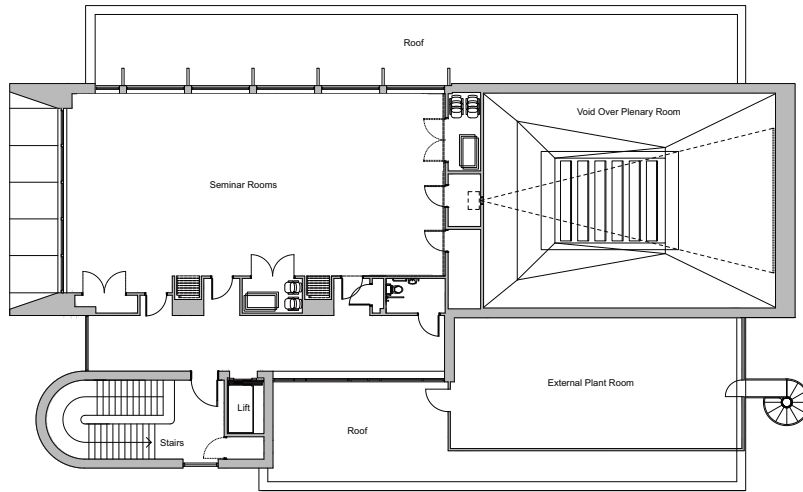 Roof
Void Over Plenary Room
Seminar Rooms
External Plant Room
Lift
Roof
Stairs